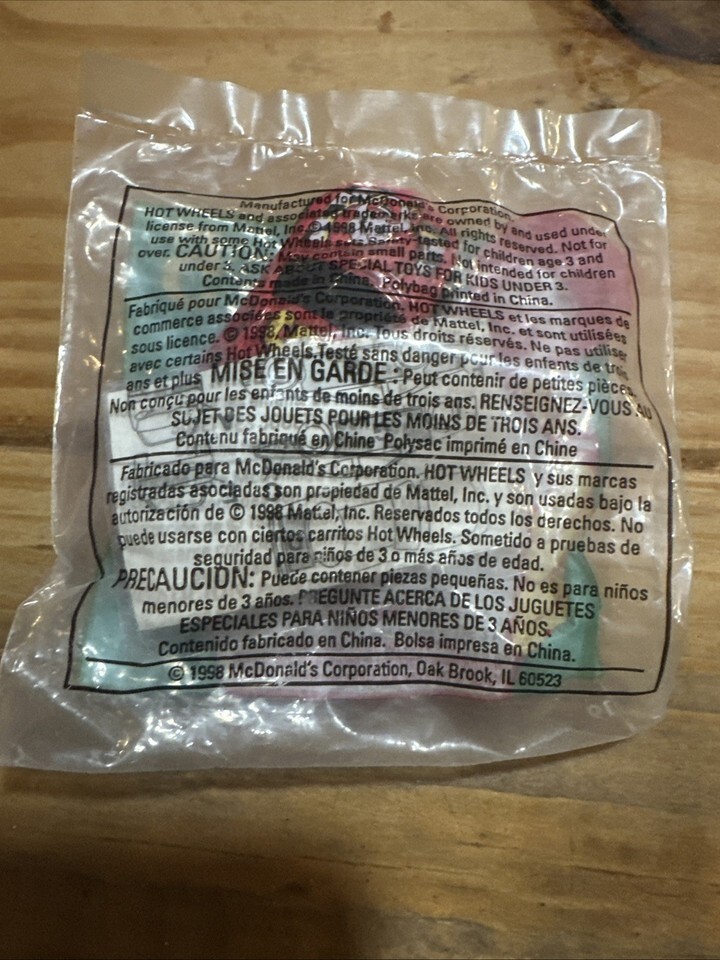 Manufactured for McDonald's Corporation.
HOT WHEELS and associated trademarks are owned by and used under
license from Mattel, Inc. © 1998 Mattel, Inc. All rights reserved. Not for
use with some Hot Wheels sets. Safety-tested for children age 3 and
over. CAUTION: May contain small parts. Not intended for children
under 3. ASK ABOUT SPECIAL TOYS FOR KIDS UNDER 3.
Contents made in China. Polybag printed in China.
Fabriqué pour McDonald's Corporation. HOT WHEELS et les marques de
commerce associées sont la propriété de Mattel, Inc. et sont utilisées
sous licence. © 1998, Mattel, Inc. Tous droits réservés. Ne pas utiliser
avec certains Hot Wheels. Testé sans danger pour les enfants de trois
ans et plus. MISE EN GARDE : Peut contenir de petites pièces.
Non conçu pour les enfants de moins de trois ans. RENSEIGNEZ-VOUS AU
SUJET DES JOUETS POUR LES MOINS DE TROIS ANS.
Contenu fabriqué en Chine Polysac imprimé en Chine
Fabricado para McDonald's Corporation. HOT WHEELS y sus marcas
registradas asociadas son propiedad de Mattel, Inc. y son usadas bajo la
autorización de © 1998 Mattel, Inc. Reservados todos los derechos. No
puede usarse con ciertos carritos Hot Wheels. Sometido a pruebas de
seguridad para niños de 3 o más años de edad.
PRECAUCIÓN: Puede contener piezas pequeñas. No es para niños
menores de 3 años. PREGUNTE ACERCA DE LOS JUGUETES
ESPECIALES PARA NIÑOS MENORES DE 3 AÑOS.
Contenido fabricado en China. Bolsa impresa en China.
© 1998 McDonald's Corporation, Oak Brook, IL 60523